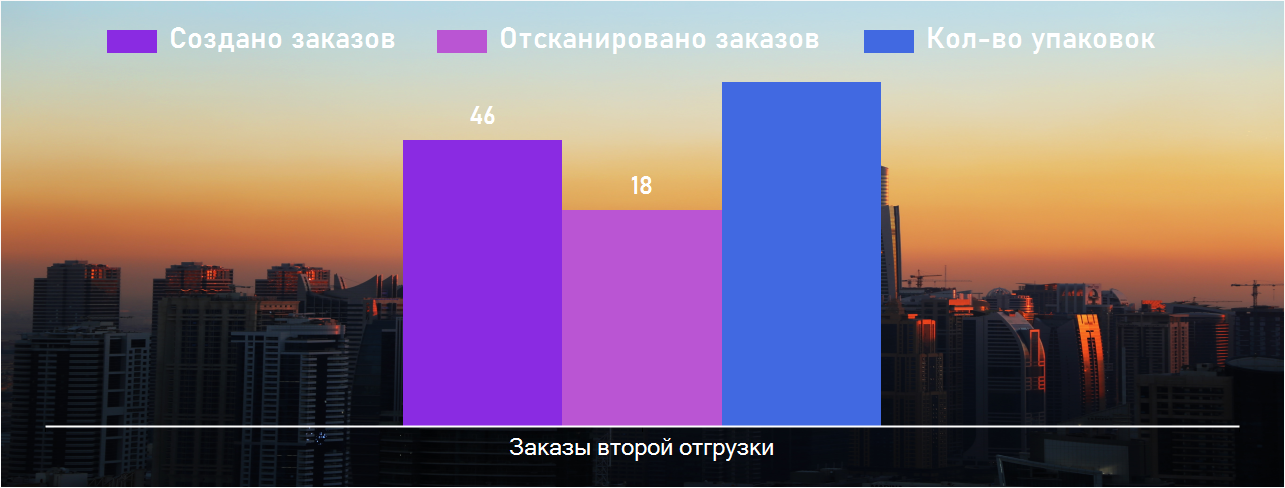 Создано заказов Отсканировано заказов Кол-во упаковок
46
18
Заказы второй отгрузки